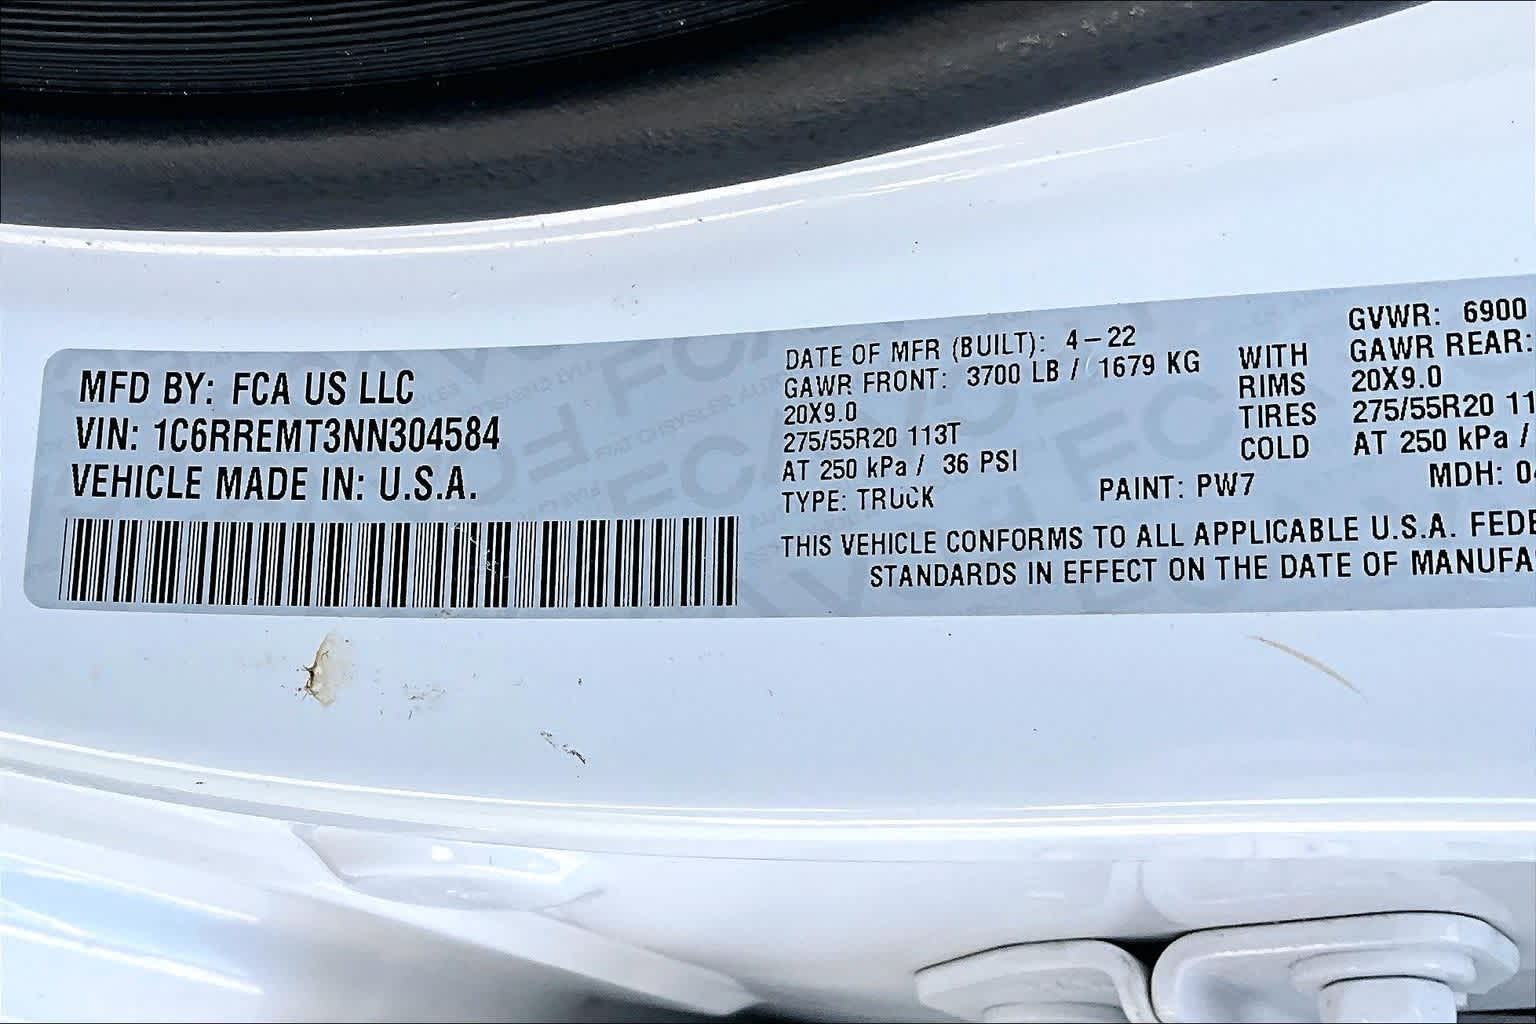 MFD BY: FCA US LLC
VIN: 1C6RREMT3NN304584
VEHICLE MADE IN: U.S.A.
DATE OF MFR (BUILT): 4-22
GAWR FRONT: 3700 LB / 1679 KG
20X9.0
275/55R20 113T
AT 250 kPa / 36 PSI
TYPE: TRUCK
WITH
RIMS
TIRES
COLD
PAINT: PW7
GVWR: 6900
GAWR REAR:
20X9.0
275/55R20 11
AT 250 kPa /
MDH: 04
THIS VEHICLE CONFORMS TO ALL APPLICABLE U.S.A. FEDE
STANDARDS IN EFFECT ON THE DATE OF MANUFA